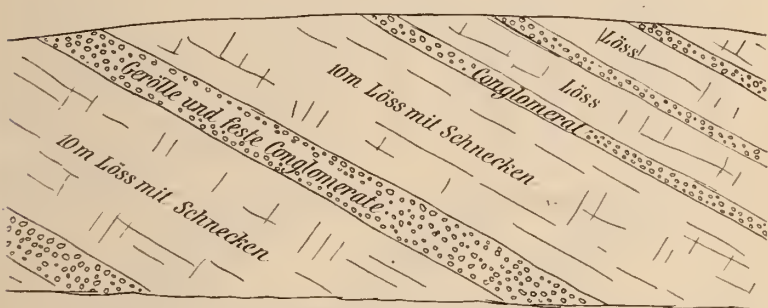 Löss
Löss
Conglomerat
10m Löss mit Schnecken
Gerölle und feste Conglomerate
10m Löss mit Schnecken